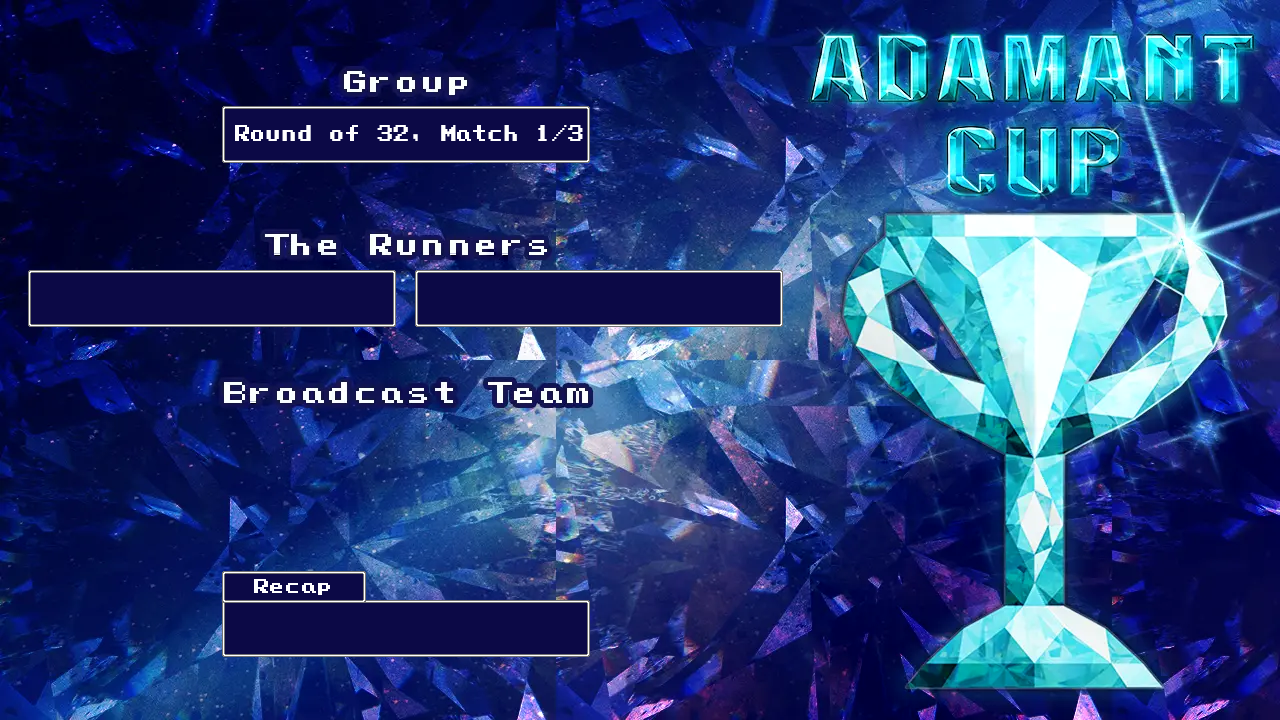 ADAMANT
CUP
Group
Round of 32, Match 1/3
The Runners
Broadcast Team
Recap